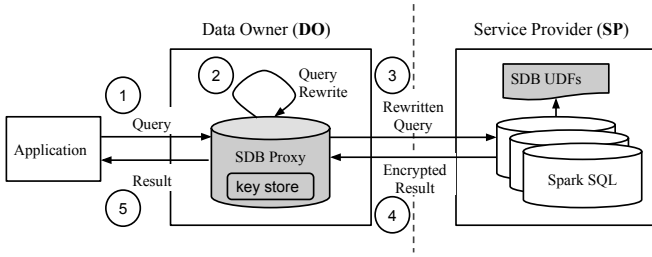 Data Owner (DO)
Service Provider (SP)
1
2
Query
Rewrite
3
SDB UDFs
Query
Rewritten
Query
Application
SDB Proxy
key store
Encrypted
Result
Spark SQL
Result
5
4